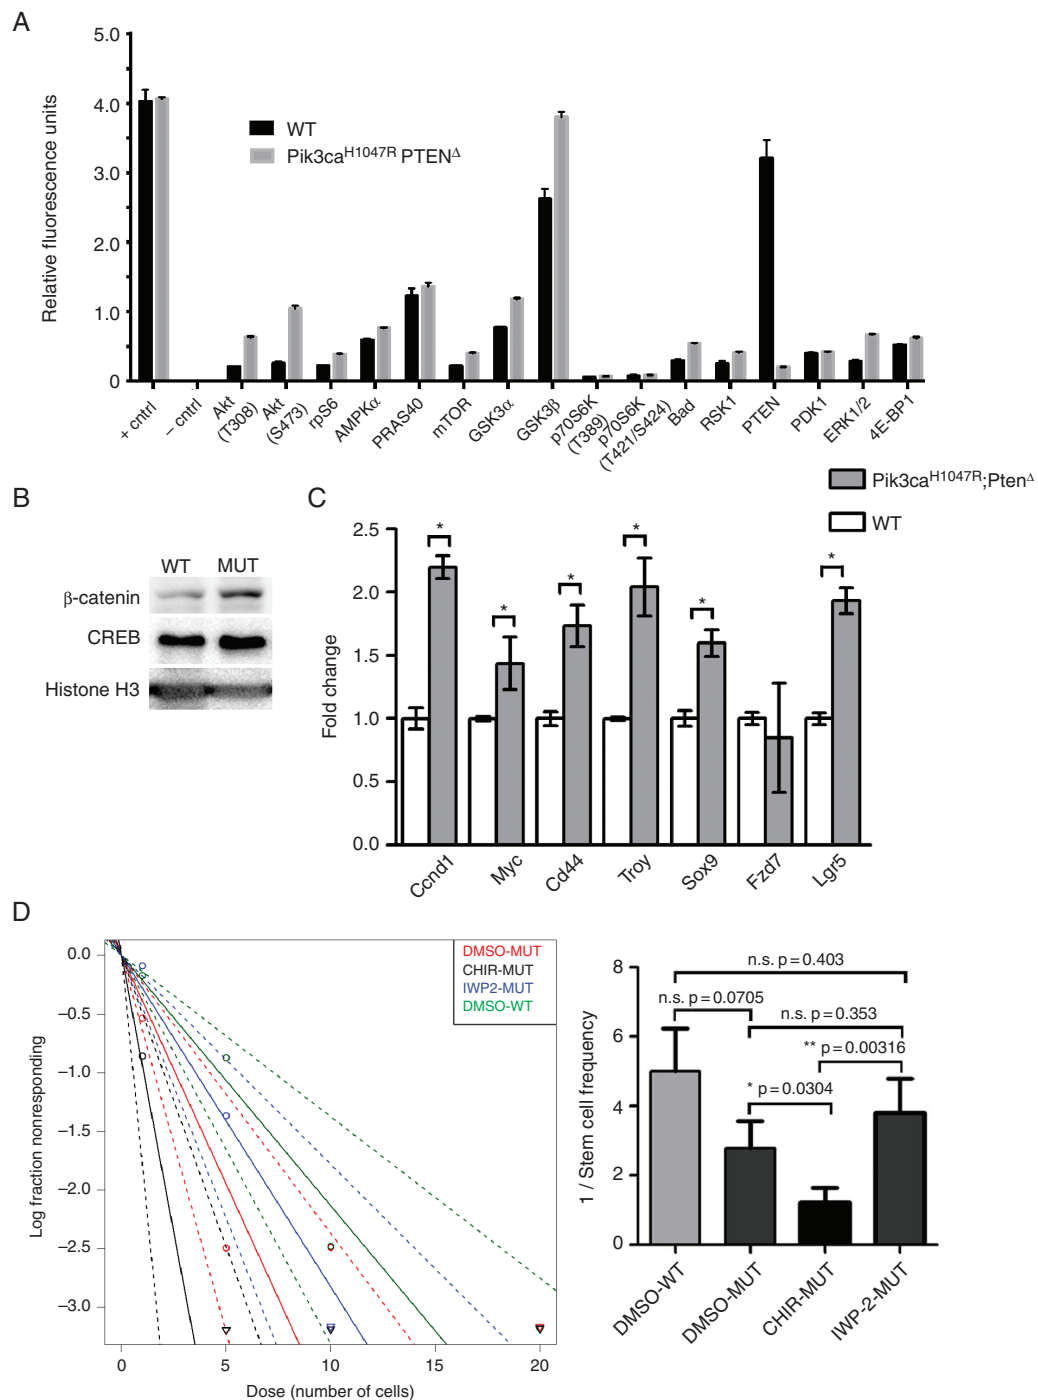 A
5.0
4.0
3.0
2.0
1.0
0
Relative fluorescence units
WT
Pik3caH1047R PTENΔ
+ cntrl
– cntrl
Akt
(T308)
Akt
(S473)
rpS6
AMPKα
PRAS40
mTOR
GSK3α
GSK3β
p70S6K
(T389)
p70S6K
(T421/S424)
Bad
RSK1
PTEN
PDK1
ERK1/2
4E-BP1
B
WT MUT
β-catenin
CREB
Histone H3
C
Pik3caH1047R;PtenΔ
WT
2.5
2.0
1.5
1.0
0.5
0.0
Fold change
* * * * * *
Ccnd1
Myc
Cd44
Troy
Sox9
Fzd7
Lgr5
D
0.0
–0.5
–1.0
–1.5
–2.0
–2.5
–3.0
Log fraction nonresponding
DMSO-MUT
CHIR-MUT
IWP2-MUT
DMSO-WT
0 5 10 15 20
Dose (number of cells)
8
6
4
2
0
1 / Stem cell frequency
n.s. p = 0.403
n.s. p = 0.0705
n.s. p = 0.353
** p = 0.00316
* p = 0.0304
DMSO-WT
DMSO-MUT
CHIR-MUT
IWP-2-MUT